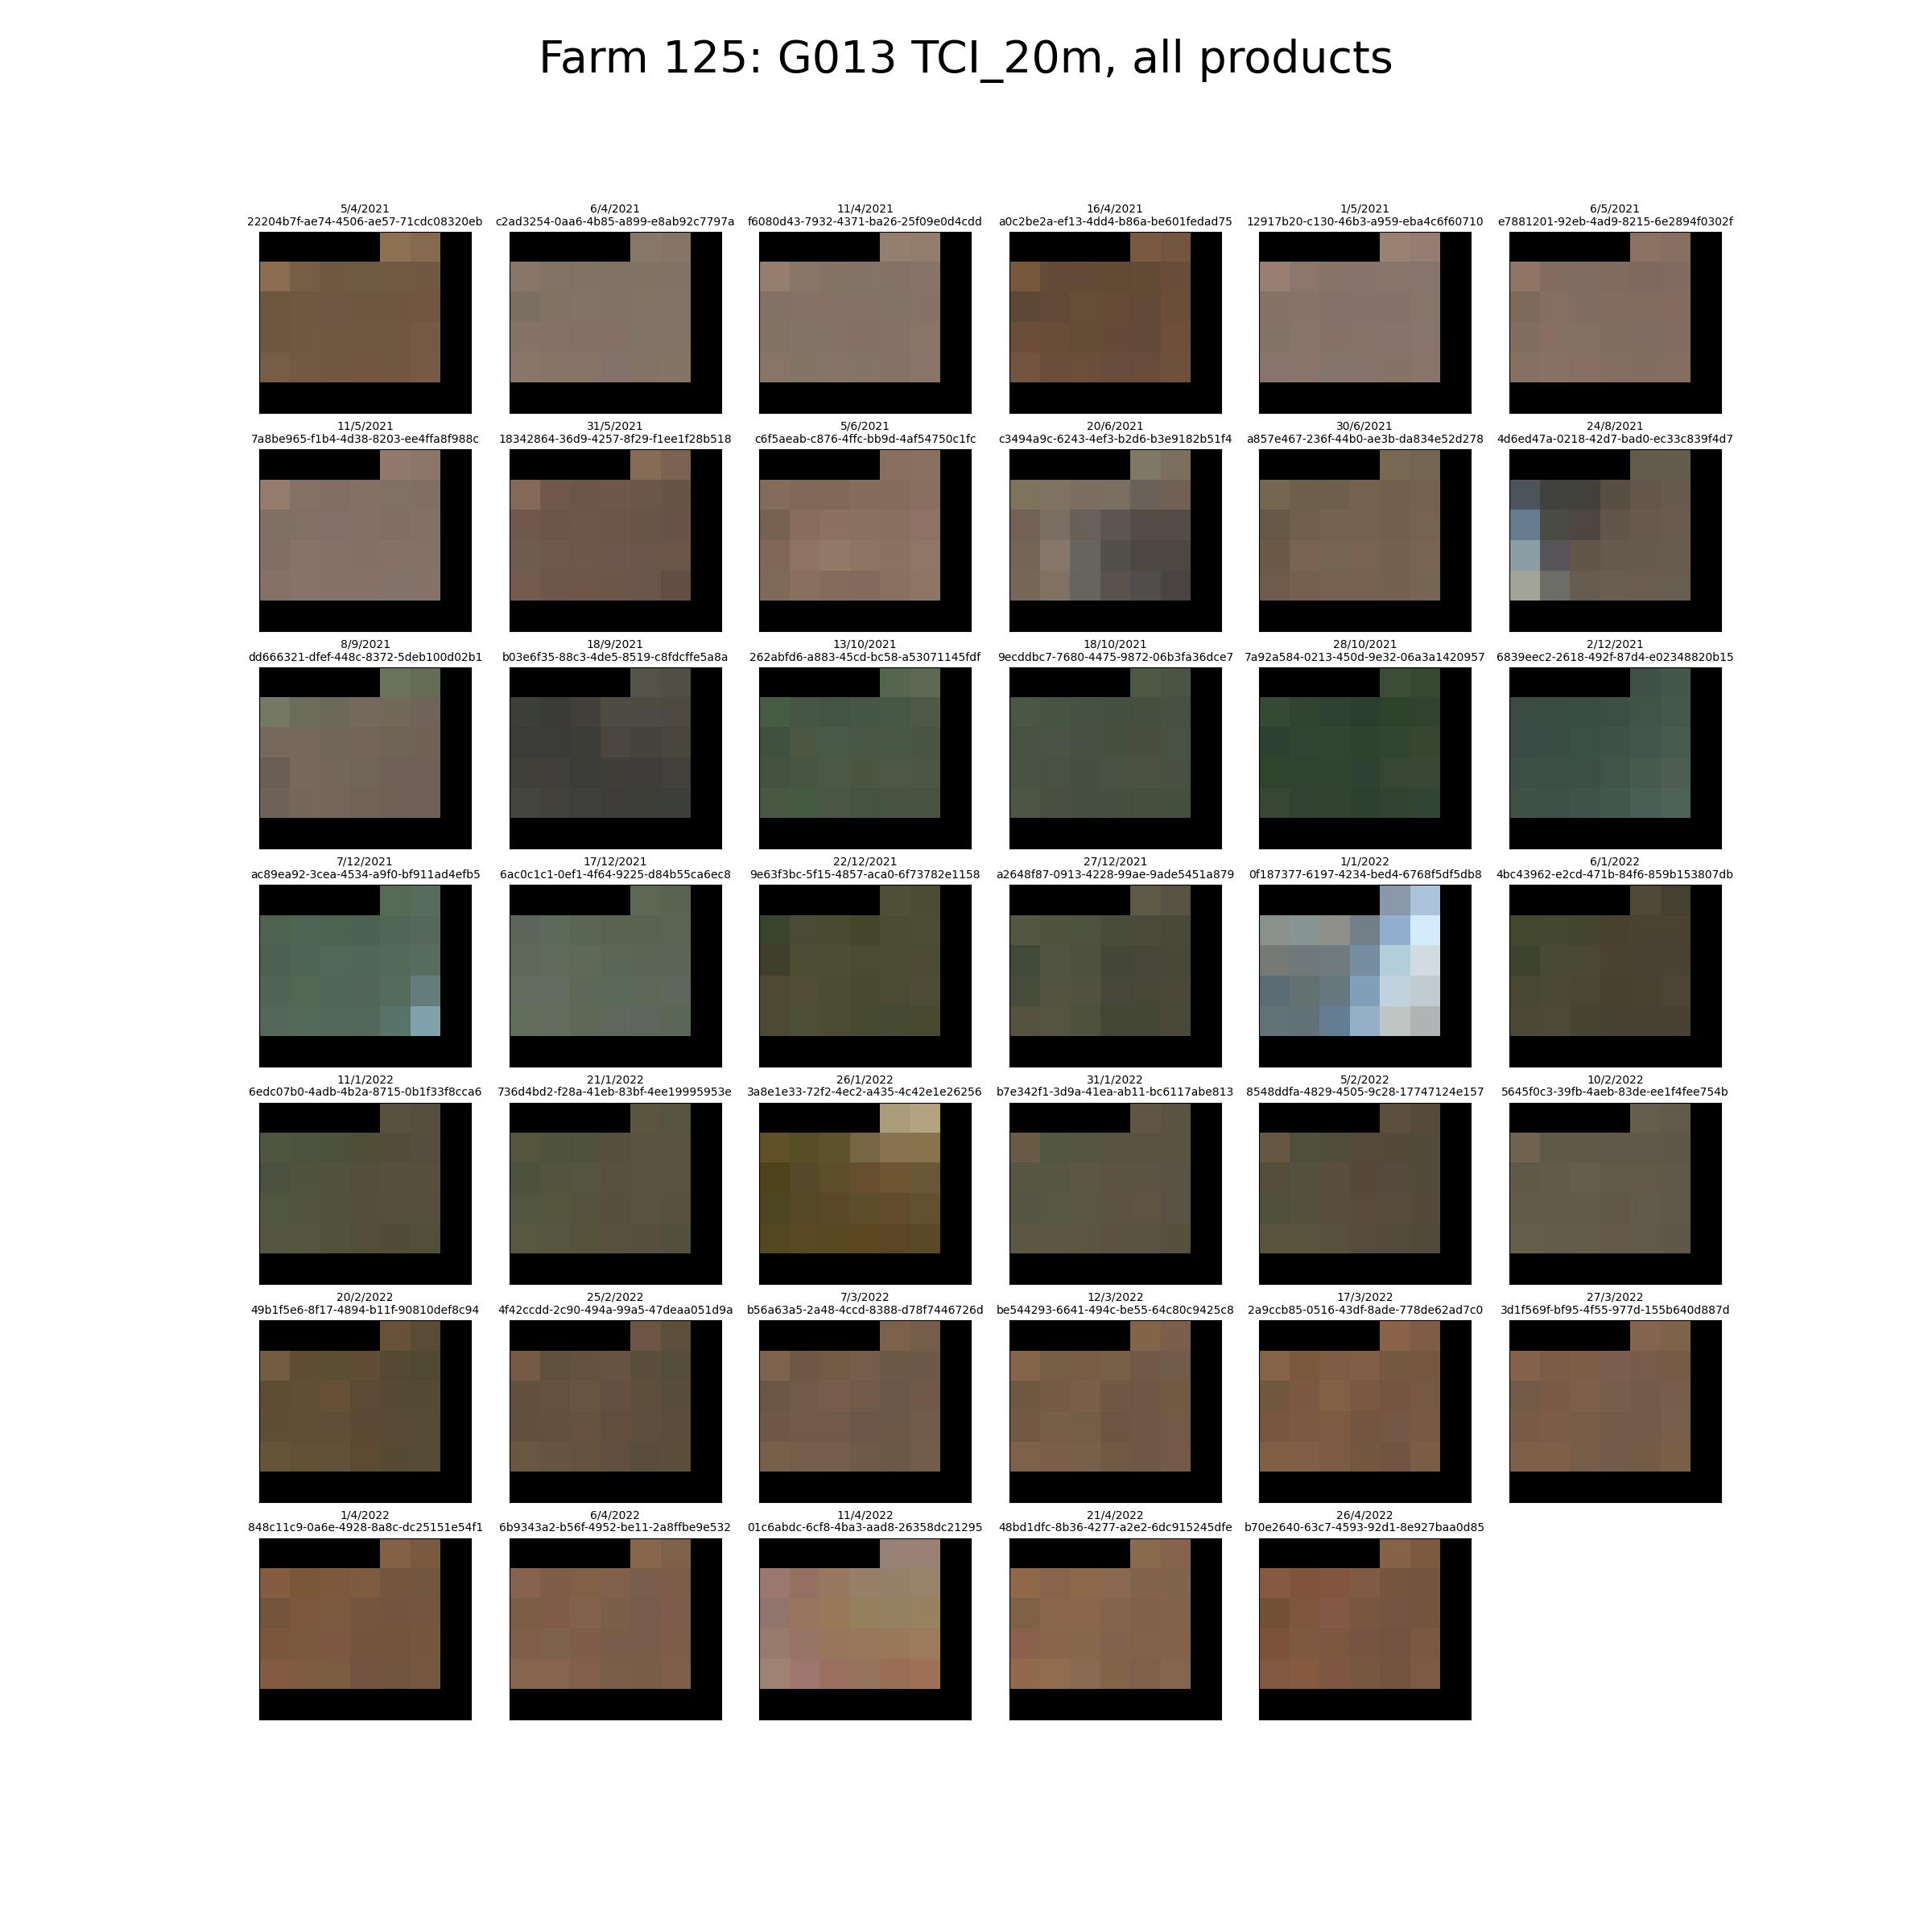 Farm 125: G013 TCI_20m, all products
5/4/2021 6/4/2021 11/4/2021 16/4/2021 1/5/2021 6/5/2021
22204b7f-ae74-4506-ae57-71cdc08320eb c2ad3254-0aa6-4b85-a899-e8ab92c7797a f6080d43-7932-4371-ba26-25f09e0d4cdd a0c2be2a-ef13-4dd4-b86a-be601fedad75 12917b20-c130-46b3-a959-eba4c6f60710 e7881201-92eb-4ad9-8215-6e2894f0302f
11/5/2021 31/5/2021 5/6/2021 20/6/2021 30/6/2021 24/8/2021
7a8be965-f1b4-4d38-8203-ee4ffa8f988c 18342864-36d9-4257-8f29-f1ee1f28b518 c6f5aeab-c876-4ffc-bb9d-4af54750c1fc c3494a9c-6243-4ef3-b2d6-b3e9182b51f4 a857e467-236f-44b0-ae3b-da834e52d278 4d6ed47a-0218-42d7-bad0-ec33c839f4d7
8/9/2021 18/9/2021 13/10/2021 18/10/2021 28/10/2021 2/12/2021
dd666321-dfef-448c-8372-5deb100d02b1 b03e6f35-88c3-4de5-8519-c8fdcffe5a8a 262abfd6-a883-45cd-bc58-a53071145fdf 9ecddbc7-7680-4475-9872-06b3fa36dce7 7a92a584-0213-450d-9e32-06a3a1420957 6839eec2-2618-492f-87d4-e02348820b15
7/12/2021 17/12/2021 22/12/2021 27/12/2021 1/1/2022 6/1/2022
ac89ea92-3cea-4534-a9f0-bf911ad4efb5 6ac0c1c1-0ef1-4f64-9225-d84b55ca6ec8 9e63f3bc-5f15-4857-aca0-6f73782e1158 a2648f87-0913-4228-99ae-9ade5451a879 0f187377-6197-4234-bed4-6768f5df5db8 4bc43962-e2cd-471b-84f6-859b153807db
11/1/2022 21/1/2022 26/1/2022 31/1/2022 5/2/2022 10/2/2022
6edc07b0-4adb-4b2a-8715-0b1f33f8cca6 736d4bd2-f28a-41eb-83bf-4ee19995953e 3a8e1e33-72f2-4ec2-a435-4c42e1e26256 b7e342f1-3d9a-41ea-ab11-bc6117abe813 8548ddfa-4829-4505-9c28-17747124e157 5645f0c3-39fb-4aeb-83de-ee1f4fee754b
20/2/2022 25/2/2022 7/3/2022 12/3/2022 17/3/2022 27/3/2022
49b1f5e6-8f17-4894-b11f-90810def8c94 4f42ccdd-2c90-494a-99a5-47deaa051d9a b56a63a5-2a48-4ccd-8388-d78f7446726d be544293-6641-494c-be55-64c80c9425c8 2a9ccb85-0516-43df-8ade-778de62ad7c0 3d1f569f-bf95-4f55-977d-155b640d887d
1/4/2022 6/4/2022 11/4/2022 21/4/2022 26/4/2022
848c11c9-0a6e-4928-8a8c-dc25151e54f1 6b9343a2-b56f-4952-be11-2a8ffbe9e532 01c6abdc-6cf8-4ba3-aad8-26358dc21295 48bd1dfc-8b36-4277-a2e2-6dc915245dfe b70e2640-63c7-4593-92d1-8e927baa0d85